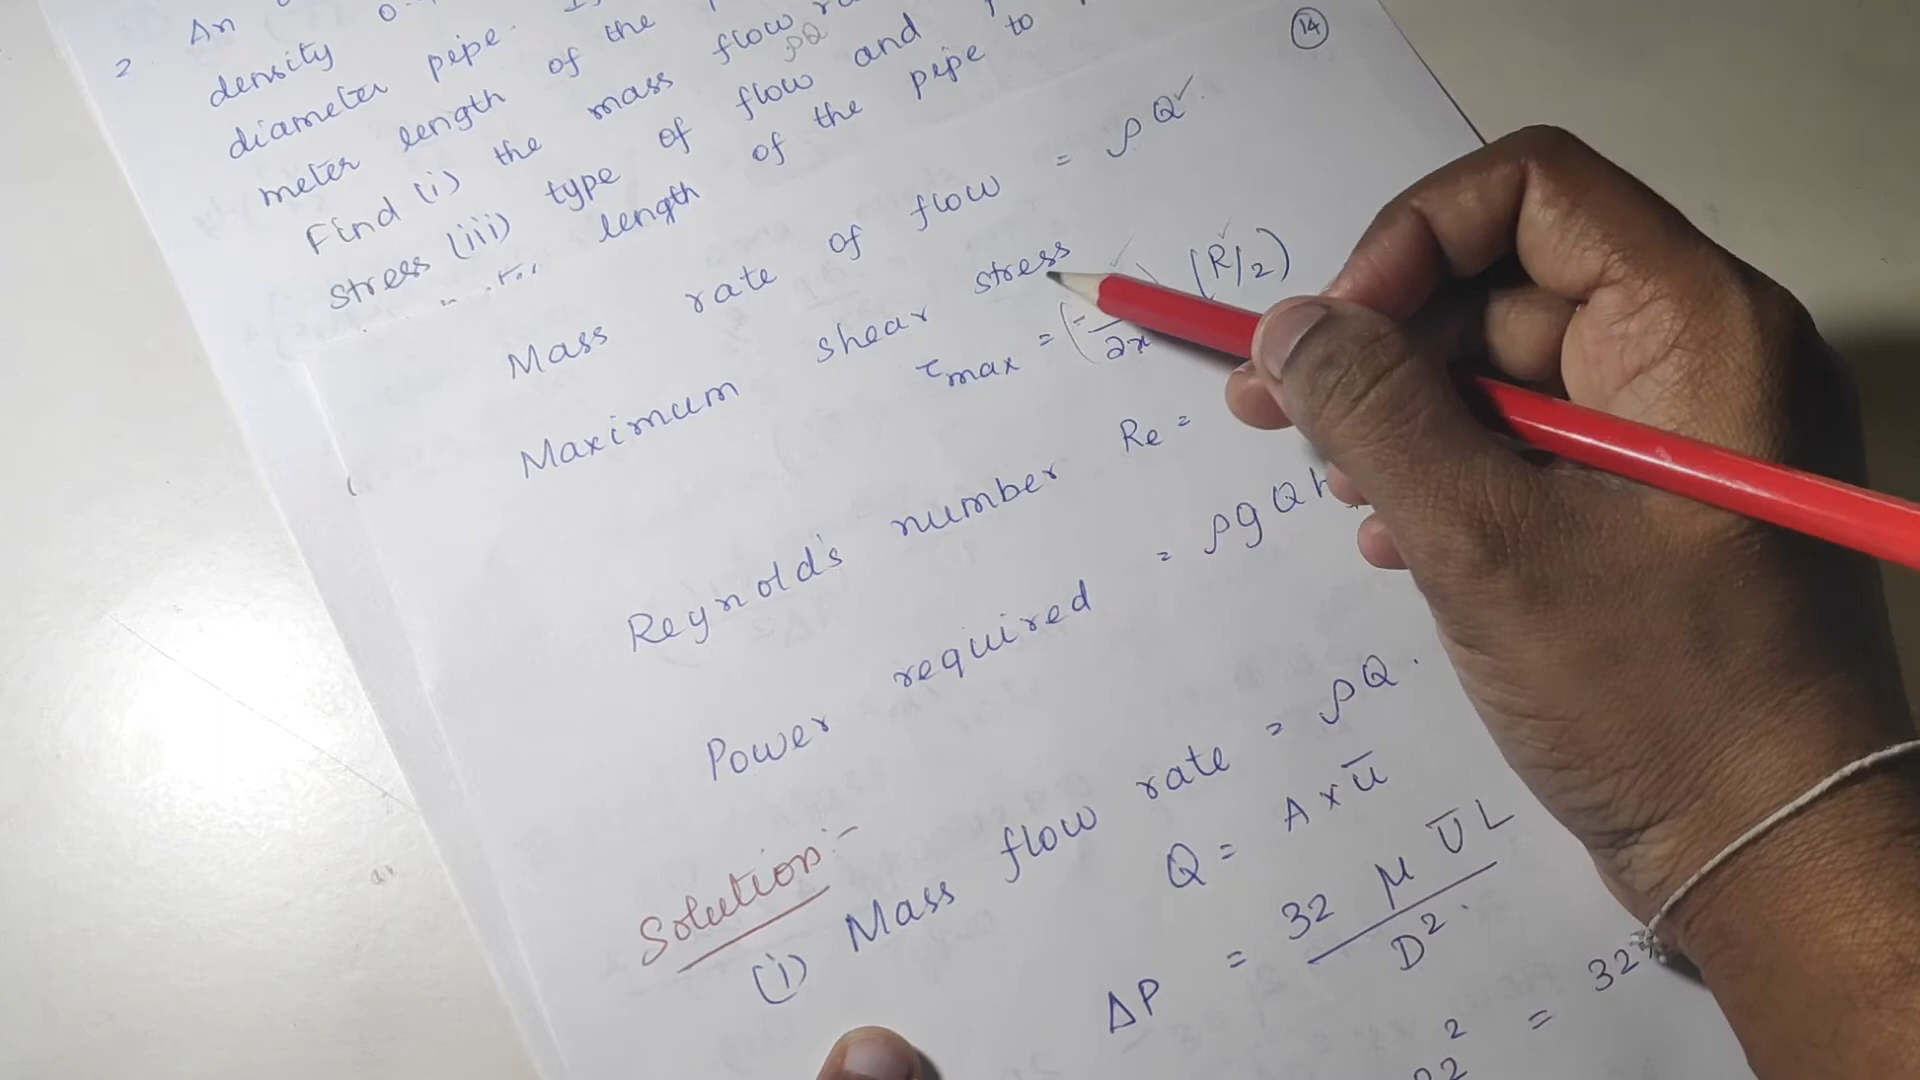 14
2 An
density
diameter pipe.
meter length of the
Find (i) the mass flow
ρQ
stress (iii) type of flow and
length of the pipe to
Mass rate of flow = ρQ
Maximum shear stress
τmax = (- ∂x) (R/2)
Reynold's number Re =
Power required = ρgQh
Solution:-
(i) Mass flow rate = ρQ.
Q = A × ū
ΔP = 32 μ Ū L / D²
2 = 32×